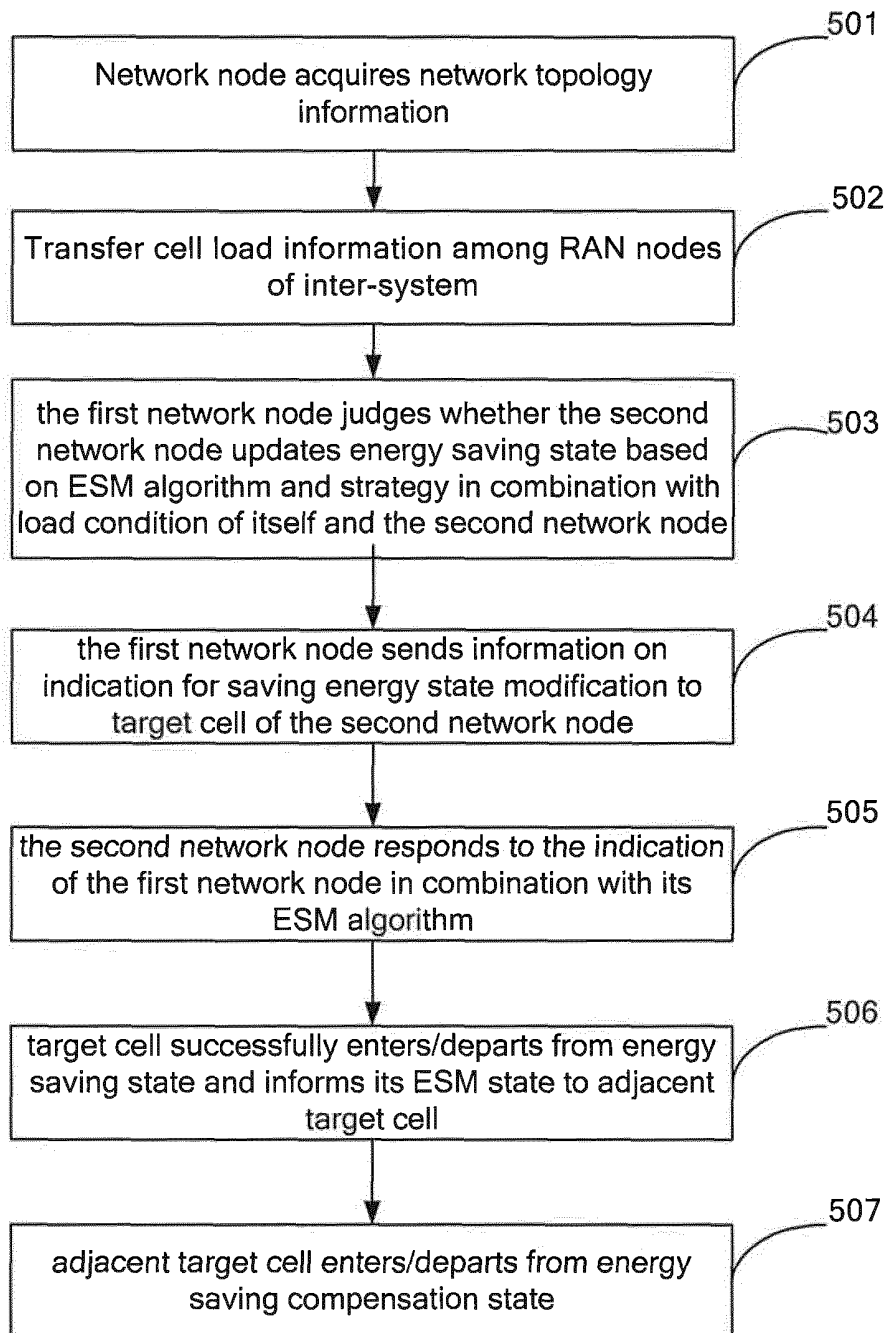 501
Network node acquires network topology
information
502
Transfer cell load information among RAN nodes
of inter-system
503
the first network node judges whether the second
network node updates energy saving state based
on ESM algorithm and strategy in combination with
load condition of itself and the second network node
504
the first network node sends information on
indication for saving energy state modification to
target cell of the second network node
505
the second network node responds to the indication
of the first network node in combination with its
ESM algorithm
506
target cell successfully enters/departs from energy
saving state and informs its ESM state to adjacent
target cell
507
adjacent target cell enters/departs from energy
saving compensation state